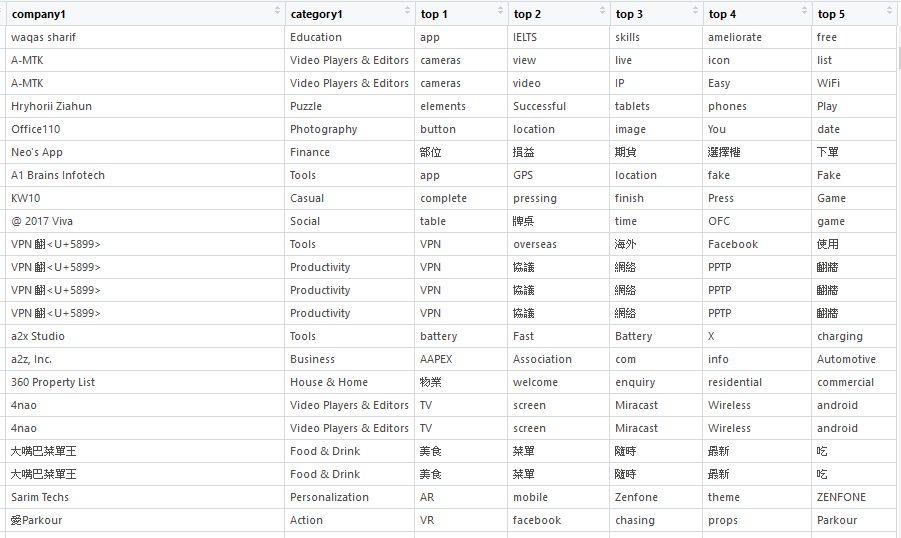 company1 category1 top 1 top 2 top 3 top 4 top 5
waqas sharif Education app IELTS skills ameliorate free
A-MTK Video Players & Editors cameras view live icon list
A-MTK Video Players & Editors cameras video IP Easy WiFi
Hryhorii Ziahun Puzzle elements Successful tablets phones Play
Office110 Photography button location image You date
Neo's App Finance 部位 損益 期貨 選擇權 下單
A1 Brains Infotech Tools app GPS location fake Fake
KW10 Casual complete pressing finish Press Game
@ 2017 Viva Social table 牌桌 time OFC game
VPN 翻<U+5899> Tools VPN overseas 海外 Facebook 使用
VPN 翻<U+5899> Productivity VPN 協議 網絡 PPTP 翻牆
VPN 翻<U+5899> Productivity VPN 協議 網絡 PPTP 翻牆
VPN 翻<U+5899> Productivity VPN 協議 網絡 PPTP 翻牆
a2x Studio Tools battery Fast Battery X charging
a2z, Inc. Business AAPEX Association com info Automotive
360 Property List House & Home 物業 welcome enquiry residential commercial
4nao Video Players & Editors TV screen Miracast Wireless android
4nao Video Players & Editors TV screen Miracast Wireless android
大嘴巴菜單王 Food & Drink 美食 菜單 隨時 最新 吃
大嘴巴菜單王 Food & Drink 美食 菜單 隨時 最新 吃
Sarim Techs Personalization AR mobile Zenfone theme ZENFONE
愛Parkour Action VR facebook chasing props Parkour